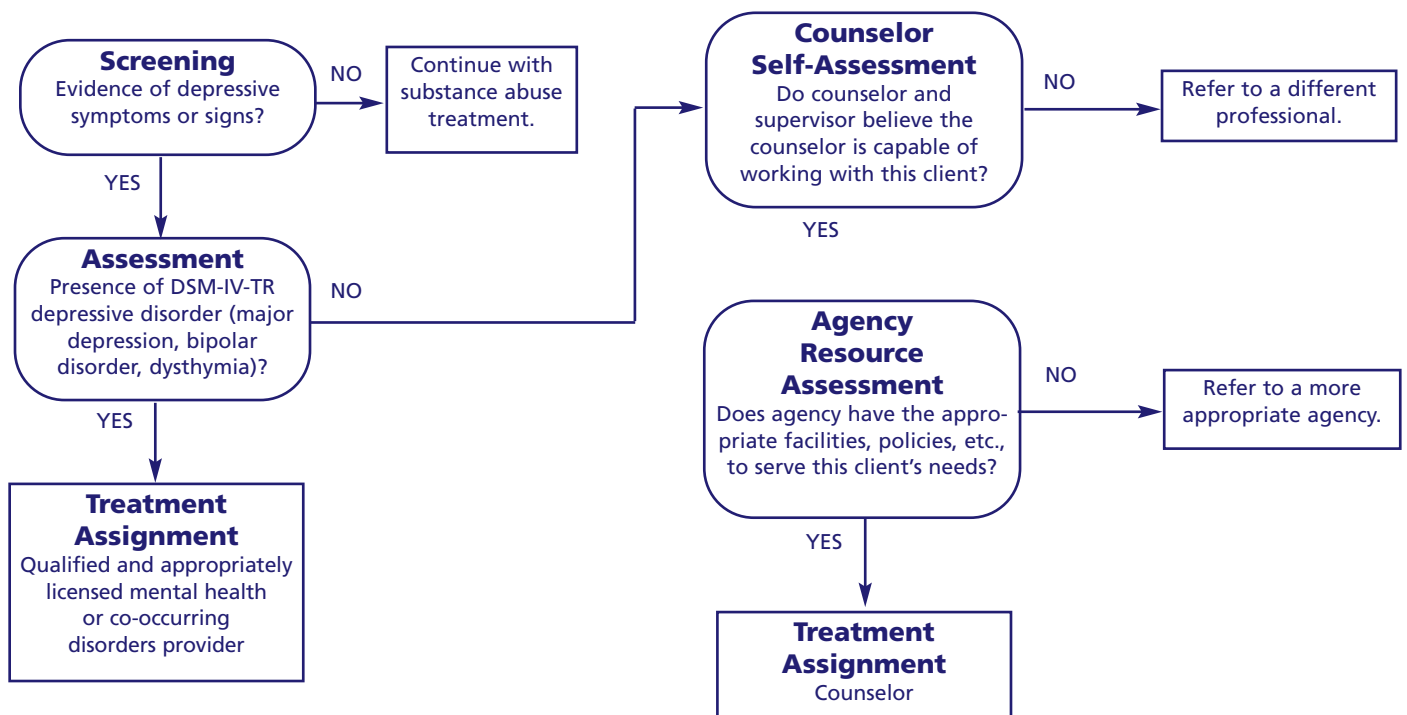 Screening
Evidence of depressive
symptoms or signs?
NO
Continue with
substance abuse
treatment.
YES
Assessment
Presence of DSM-IV-TR
depressive disorder (major
depression, bipolar
disorder, dysthymia)?
NO
YES
Treatment
Assignment
Qualified and appropriately
licensed mental health
or co-occurring
disorders provider
Counselor
Self-Assessment
Do counselor and
supervisor believe the
counselor is capable of
working with this client?
NO
Refer to a different
professional.
YES
Agency
Resource
Assessment
Does agency have the appro-
priate facilities, policies, etc.,
to serve this client's needs?
NO
Refer to a more
appropriate agency.
YES
Treatment
Assignment
Counselor